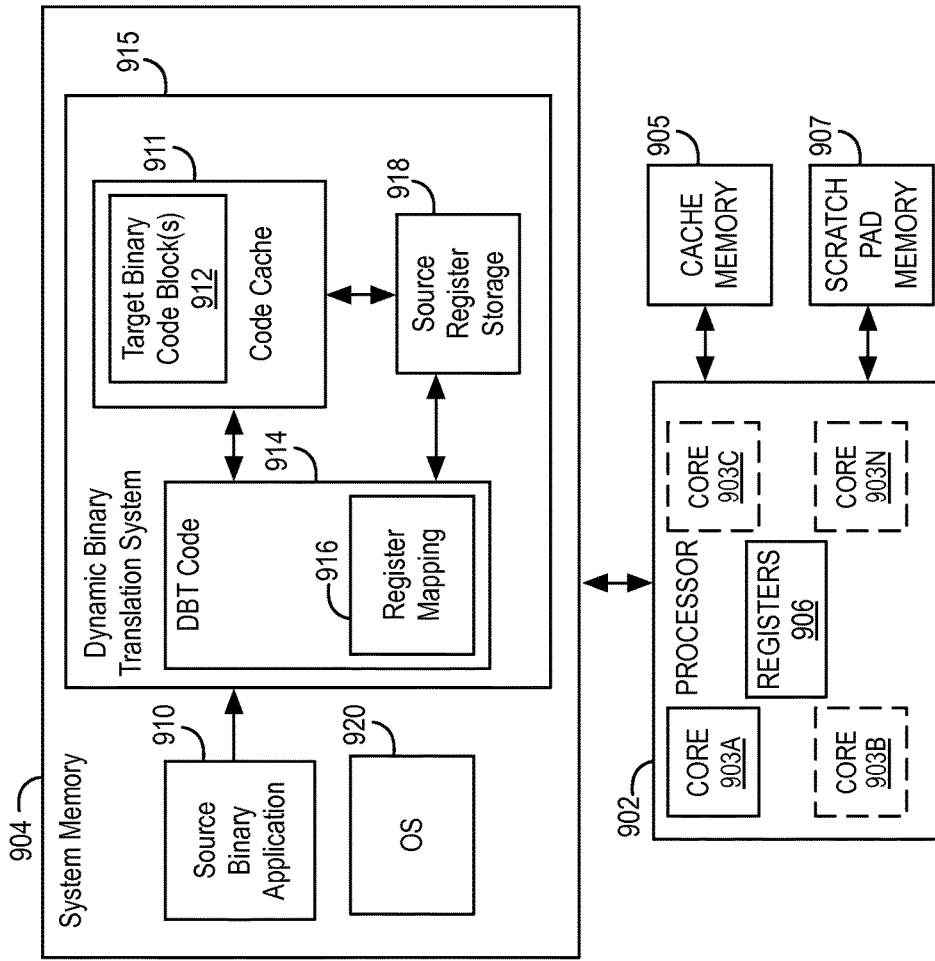 904
System Memory
915
Dynamic Binary
Translation System
910
Source
Binary
Application
920
OS
914
DBT Code
916
Register
Mapping
911
Target Binary
Code Block(s)
912
Code Cache
918
Source
Register
Storage
902
PROCESSOR
CORE
903A
CORE
903B
REGISTERS
906
CORE
903C
CORE
903N
905
CACHE
MEMORY
907
SCRATCH
PAD
MEMORY